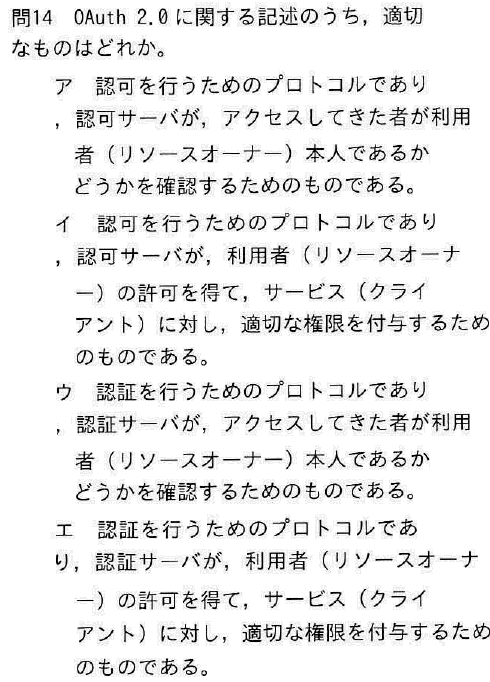 問14　OAuth 2.0に関する記述のうち，適切
なものはどれか。
ア　認可を行うためのプロトコルであり
，認可サーバが，アクセスしてきた者が利用
者（リソースオーナー）本人であるか
どうかを確認するためのものである。
イ　認可を行うためのプロトコルであり
，認可サーバが，利用者（リソースオーナ
ー）の許可を得て，サービス（クライ
アント）に対し，適切な権限を付与するため
のものである。
ウ　認証を行うためのプロトコルであり
，認証サーバが，アクセスしてきた者が利用
者（リソースオーナー）本人であるか
どうかを確認するためのものである。
エ　認証を行うためのプロトコルであ
り，認証サーバが，利用者（リソースオーナ
ー）の許可を得て，サービス（クライ
アント）に対し，適切な権限を付与するため
のものである。